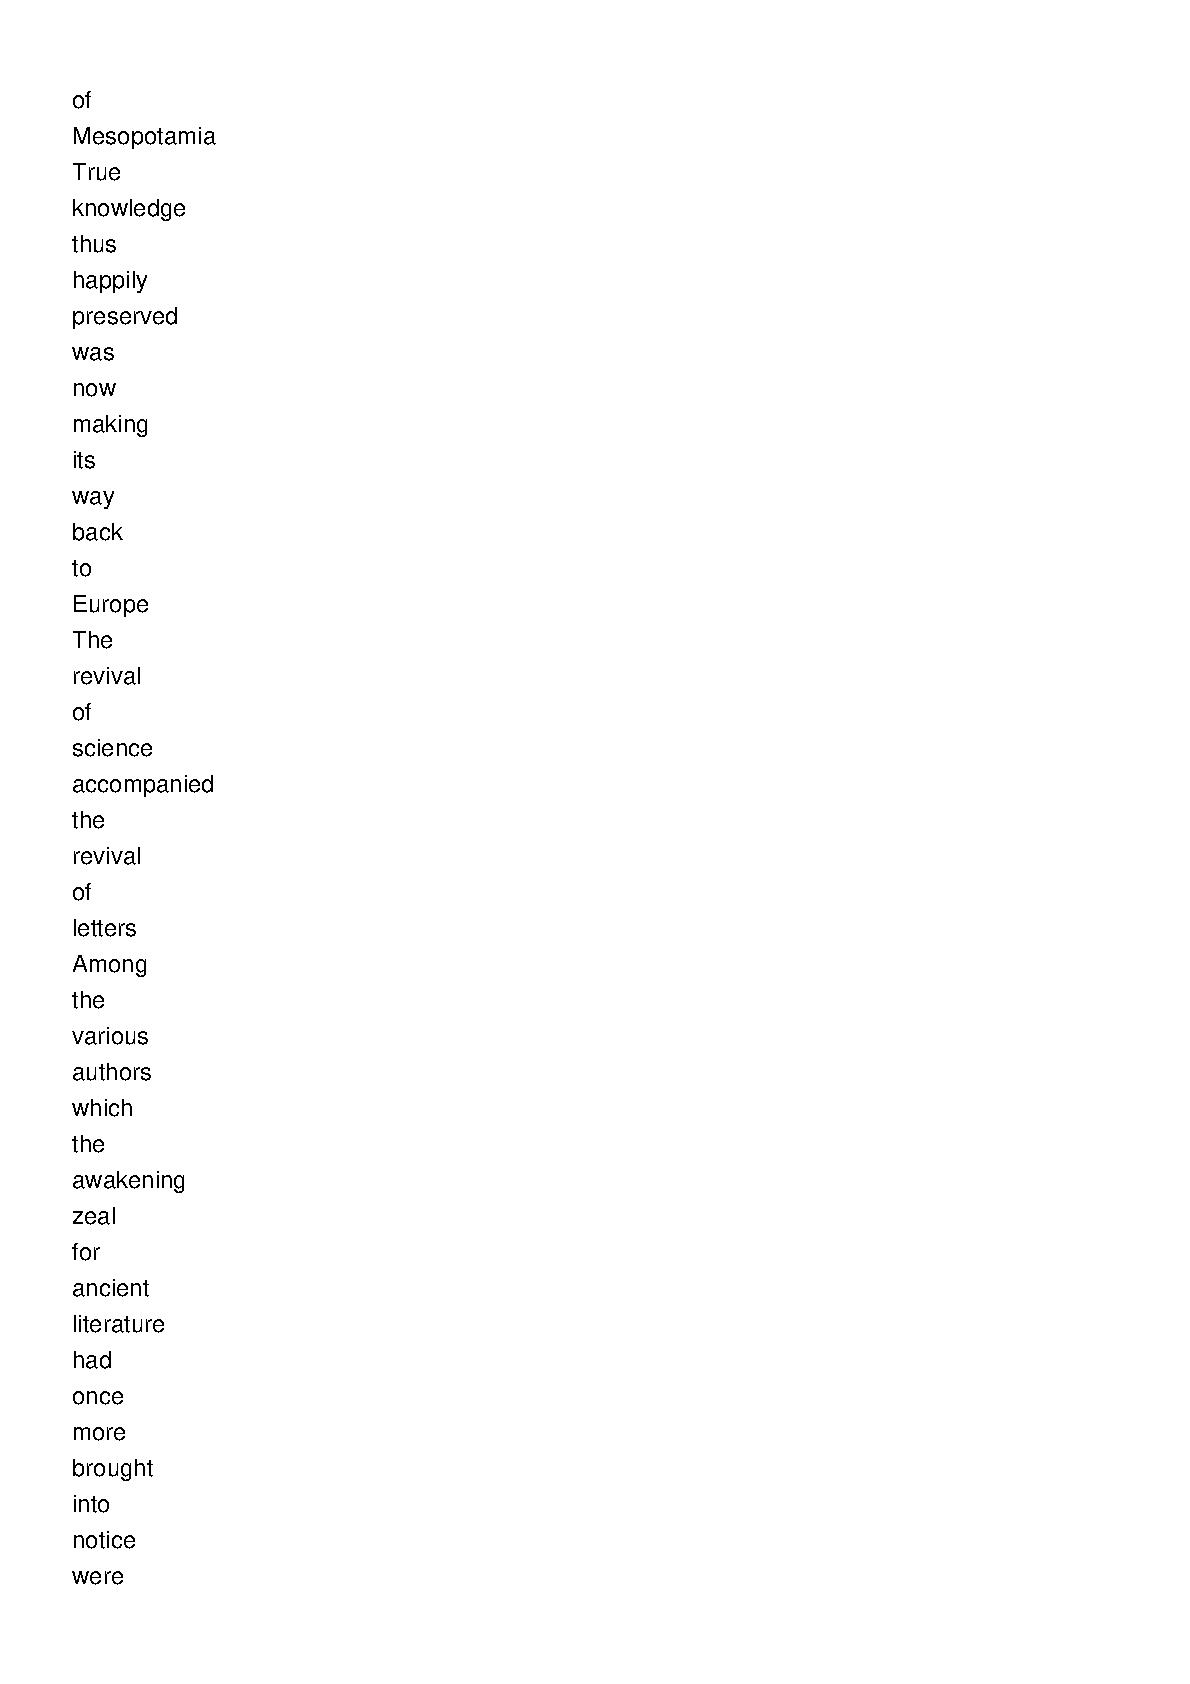 of
Mesopotamia
True
knowledge
thus
happily
preserved
was
now
making
its
way
back
to
Europe
The
revival
of
science
accompanied
the
revival
of
letters
Among
the
various
authors
which
the
awakening
zeal
for
ancient
literature
had
once
more
brought
into
notice
were